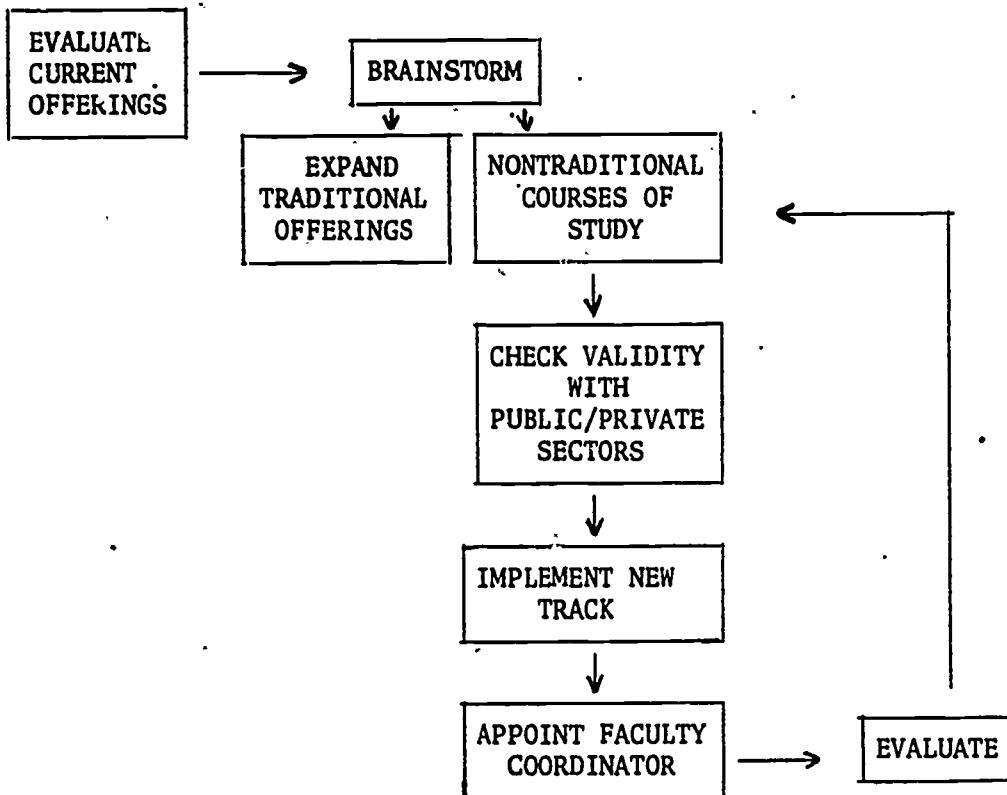 EVALUATE
CURRENT
OFFERINGS
BRAINSTORM
EXPAND
TRADITIONAL
OFFERINGS
NONTRADITIONAL
COURSES OF
STUDY
CHECK VALIDITY
WITH
PUBLIC/PRIVATE
SECTORS
IMPLEMENT NEW
TRACK
APPOINT FACULTY
COORDINATOR
EVALUATE